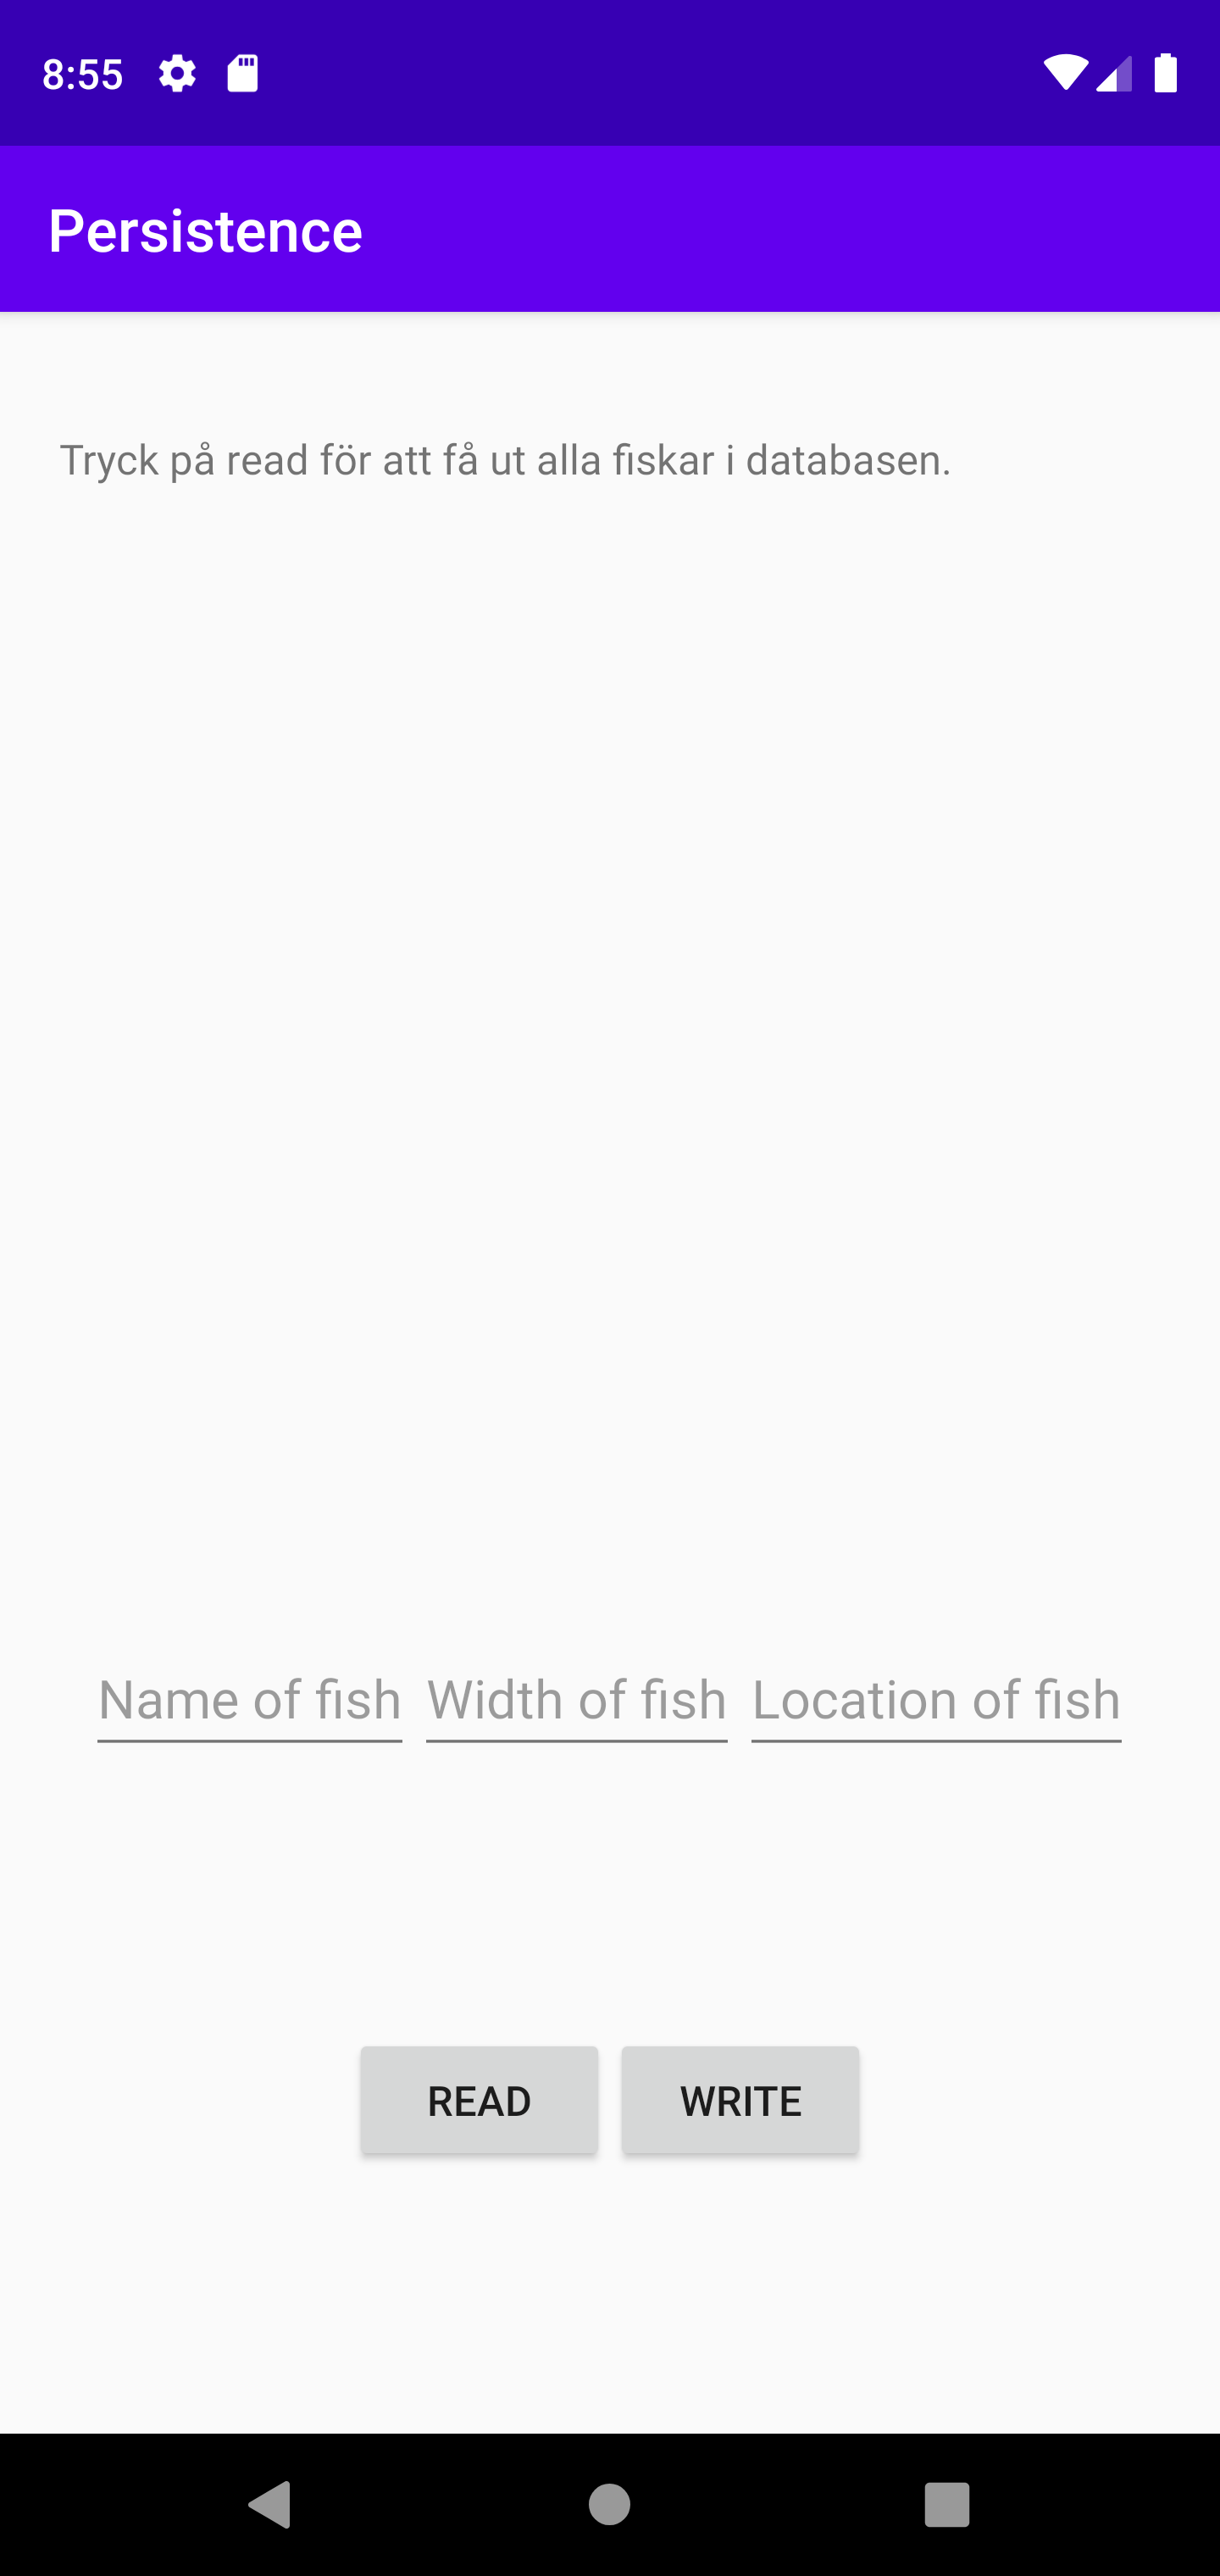 8:55
Persistence
Tryck på read för att få ut alla fiskar i databasen.
Name of fish Width of fish Location of fish
READ WRITE